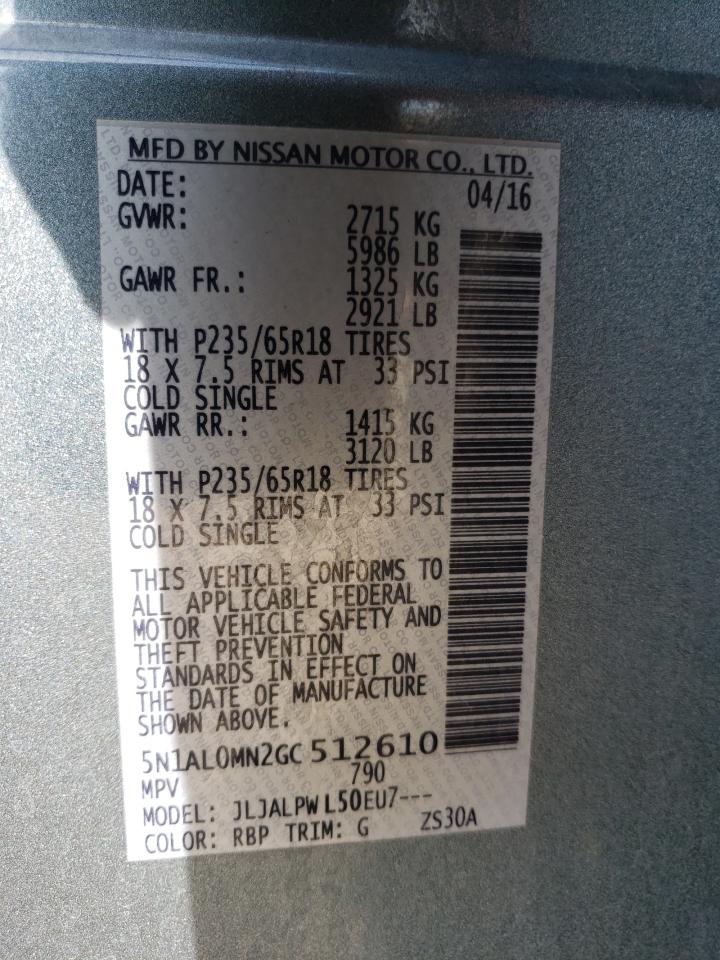 MFD BY NISSAN MOTOR CO., LTD.
DATE: 04/16
GVWR: 2715 KG
5986 LB
GAWR FR.: 1325 KG
2921 LB
WITH P235/65R18 TIRES
18 X 7.5 RIMS AT 33 PSI
COLD SINGLE
GAWR RR.: 1415 KG
3120 LB
WITH P235/65R18 TIRES
18 X 7.5 RIMS AT 33 PSI
COLD SINGLE
THIS VEHICLE CONFORMS TO
ALL APPLICABLE FEDERAL
MOTOR VEHICLE SAFETY AND
THEFT PREVENTION
STANDARDS IN EFFECT ON
THE DATE OF MANUFACTURE
SHOWN ABOVE.
5N1AL0MN2GC512610
MPV 790
MODEL: JLJALPWL50EU7---
COLOR: RBP TRIM: G ZS30A